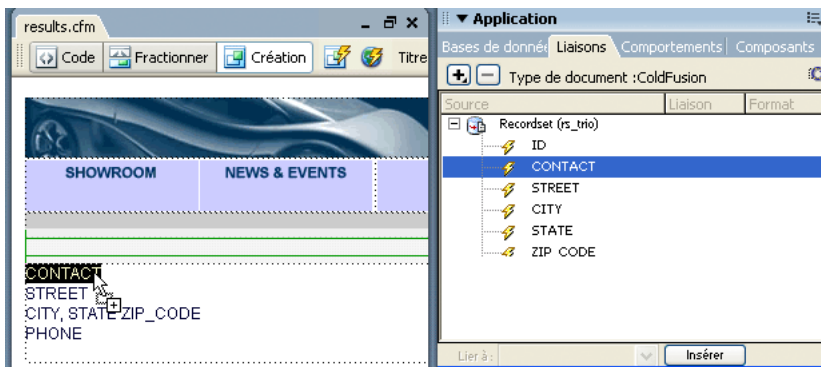 results.cfm
Code Fractionner Création Titre
SHOWROOM NEWS & EVENTS
CONTACT
STREET
CITY, STATE ZIP_CODE
PHONE
Application
Bases de donnée Liaisons Comportements Composants
Type de document :ColdFusion
Source Liaison Format
Recordset (rs_trio)
ID
CONTACT
STREET
CITY
STATE
ZIP CODE
Lier à : Insérer